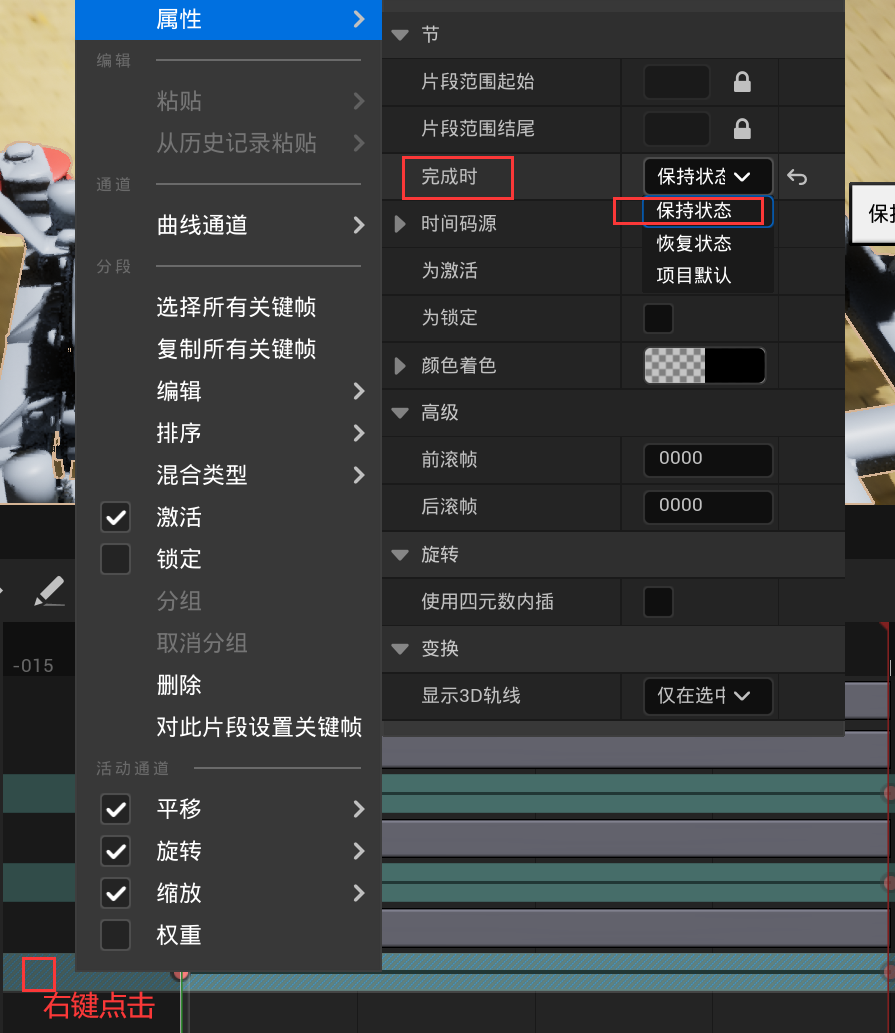 属性
编辑
粘贴
从历史记录粘贴
通道
曲线通道
分段
选择所有关键帧
复制所有关键帧
编辑
排序
混合类型
激活
锁定
分组
取消分组
删除
对此片段设置关键帧
活动通道
平移
旋转
缩放
权重
节
片段范围起始
片段范围结尾
完成时
保持状态
保持状态
恢复状态
项目默认
时间码源
为激活
为锁定
颜色着色
高级
前滚帧
0000
后滚帧
0000
旋转
使用四元数内插
变换
显示3D轨线
仅在选中
保持
-015
右键点击